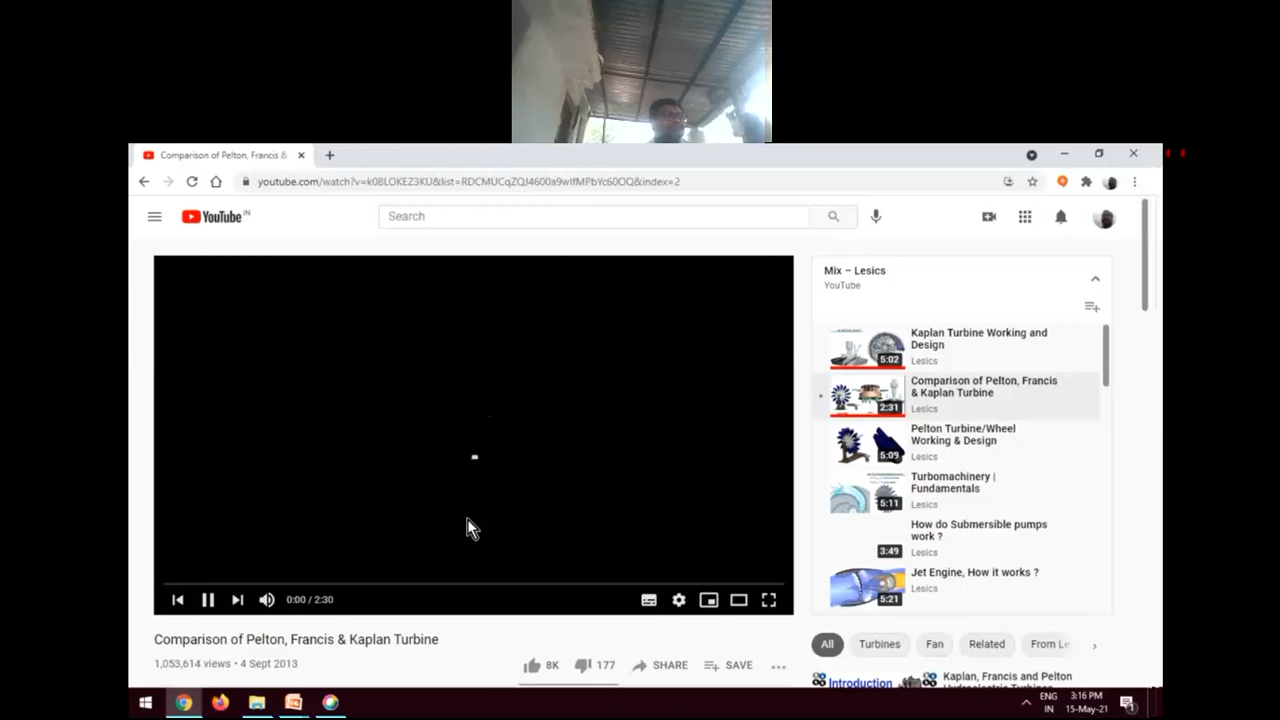 Comparison of Pelton, Francis &
youtube.com/watch?v=k0BLOKEZ3KU&list=RDCMUCqZQJ4600a9wIfMPbYc60OQ&index=2
YouTube IN
Search
Mix – Lesics
YouTube
Kaplan Turbine Working and
Design
Lesics
5:02
Comparison of Pelton, Francis
& Kaplan Turbine
Lesics
2:31
Pelton Turbine/Wheel
Working & Design
Lesics
5:09
Turbomachinery |
Fundamentals
Lesics
5:11
How do Submersible pumps
work ?
Lesics
3:49
Jet Engine, How it works ?
Lesics
5:21
0:00 / 2:30
Comparison of Pelton, Francis & Kaplan Turbine
1,053,614 views • 4 Sept 2013
8K 177 SHARE SAVE
All Turbines Fan Related From Le
Introduction
Kaplan, Francis and Pelton
ENG
IN
3:16 PM
15-May-21
1